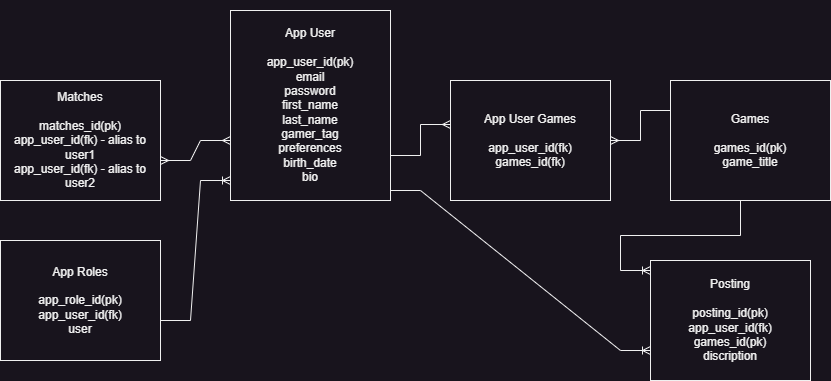 App User
app_user_id(pk)
email
password
first_name
last_name
gamer_tag
preferences
birth_date
bio
Matches
matches_id(pk)
app_user_id(fk) - alias to
user1
app_user_id(fk) - alias to
user2
App User Games
app_user_id(fk)
games_id(fk)
Games
games_id(pk)
game_title
App Roles
app_role_id(pk)
app_user_id(fk)
user
Posting
posting_id(pk)
app_user_id(fk)
games_id(pk)
discription